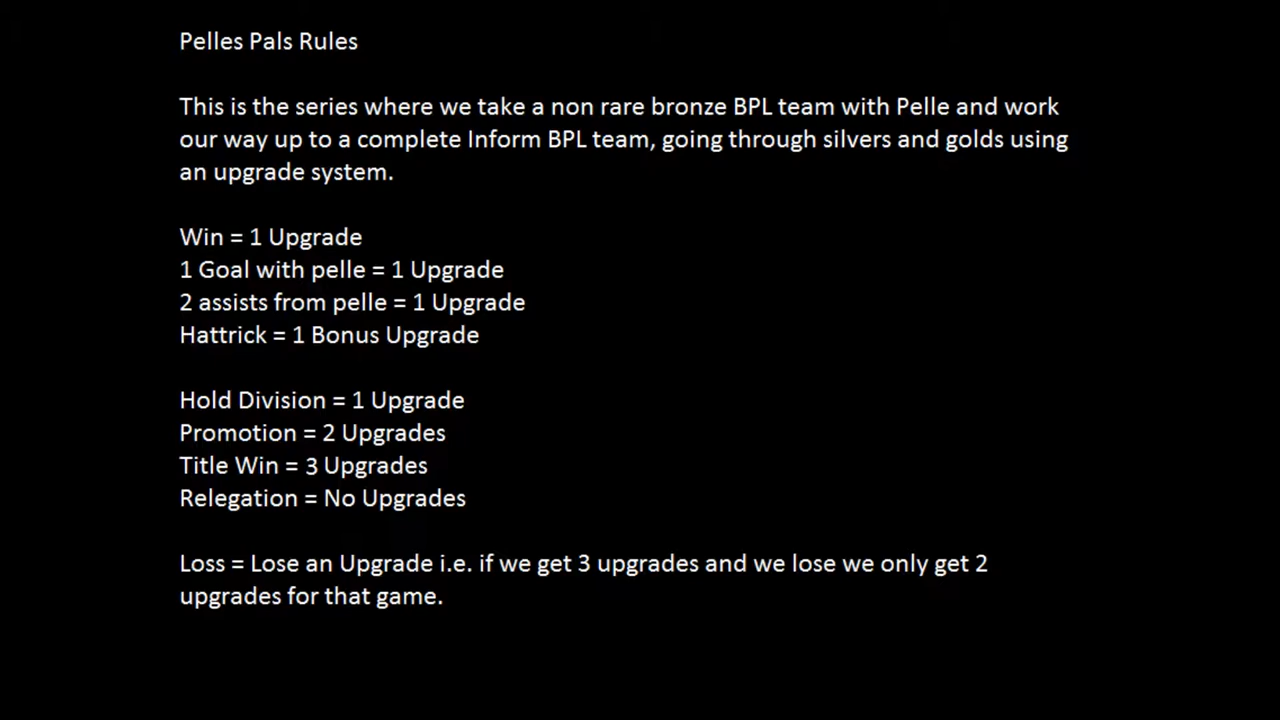 Pelles Pals Rules
This is the series where we take a non rare bronze BPL team with Pelle and work
our way up to a complete Inform BPL team, going through silvers and golds using
an upgrade system.
Win = 1 Upgrade
1 Goal with pelle = 1 Upgrade
2 assists from pelle = 1 Upgrade
Hattrick = 1 Bonus Upgrade
Hold Division = 1 Upgrade
Promotion = 2 Upgrades
Title Win = 3 Upgrades
Relegation = No Upgrades
Loss = Lose an Upgrade i.e. if we get 3 upgrades and we lose we only get 2
upgrades for that game.